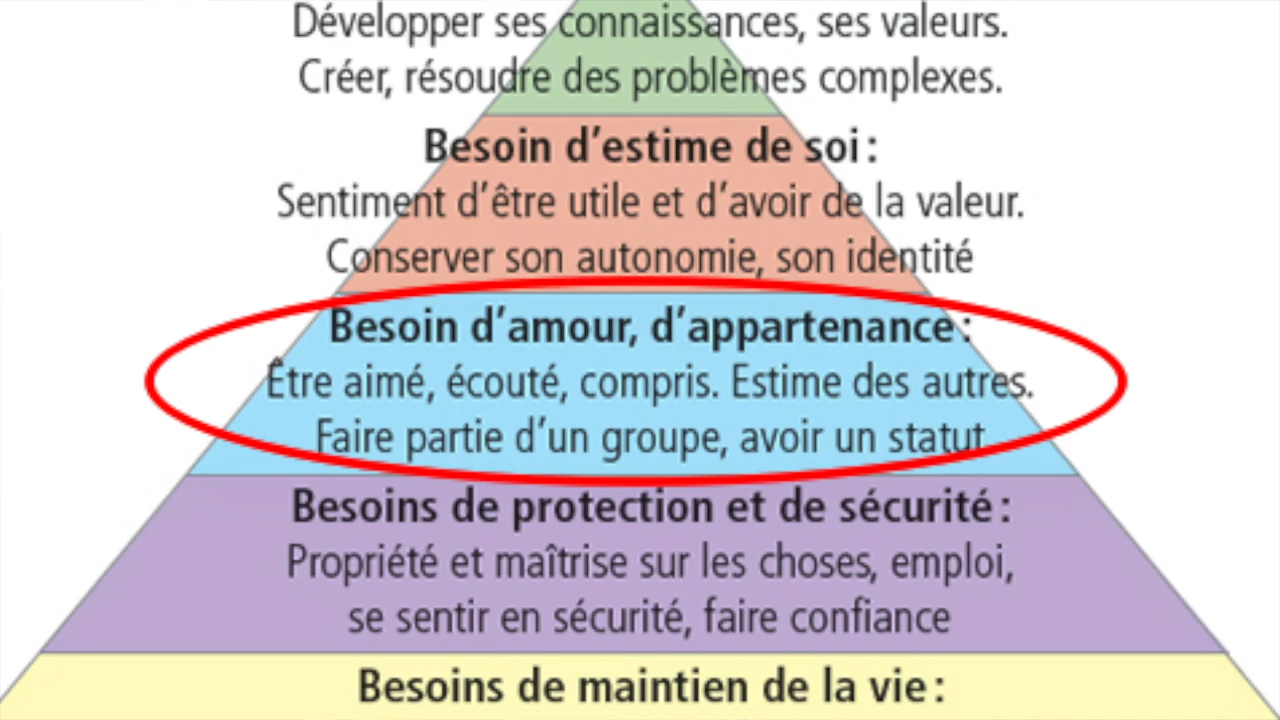 Développer ses connaissances, ses valeurs.
Créer, résoudre des problèmes complexes.
Besoin d’estime de soi :
Sentiment d’être utile et d’avoir de la valeur.
Conserver son autonomie, son identité
Besoin d’amour, d’appartenance :
Être aimé, écouté, compris. Estime des autres.
Faire partie d’un groupe, avoir un statut
Besoins de protection et de sécurité :
Propriété et maîtrise sur les choses, emploi,
se sentir en sécurité, faire confiance
Besoins de maintien de la vie :